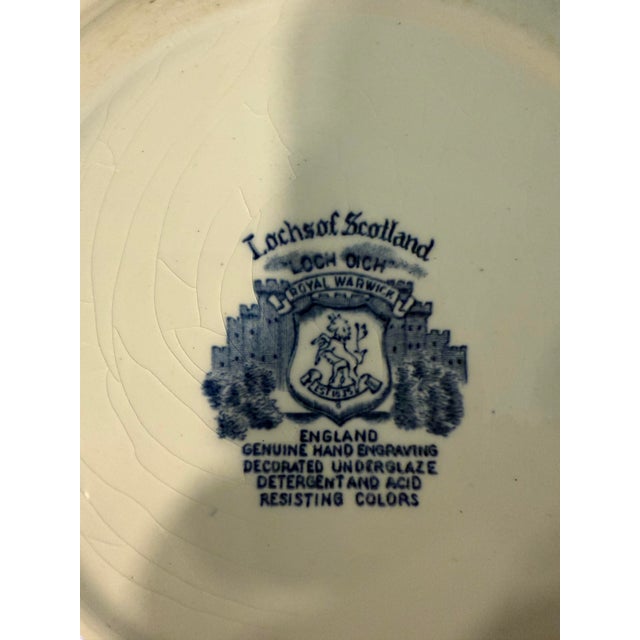 Lochs of Scotland
"LOCH OICH"
ROYAL WARWICK
ENGLAND
GENUINE HAND ENGRAVING
DECORATED UNDERGLAZE
DETERGENT AND ACID
RESISTING COLORS